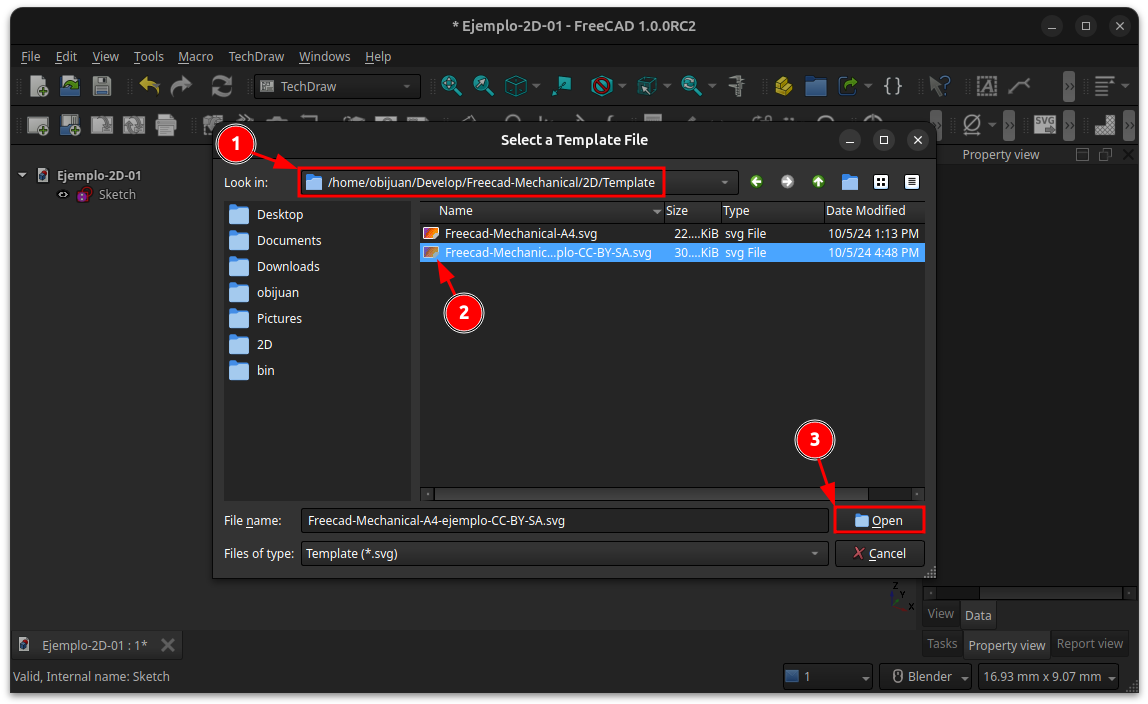 * Ejemplo-2D-01 - FreeCAD 1.0.0RC2
File Edit View Tools Macro TechDraw Windows Help
TechDraw
SVG
1
Select a Template File
Property view
Ejemplo-2D-01
Sketch
Look in: /home/obijuan/Develop/Freecad-Mechanical/2D/Template
Desktop
Documents
Downloads
obijuan
Pictures
2D
bin
Name Size Type Date Modified
Freecad-Mechanical-A4.svg 22....KiB svg File 10/5/24 1:13 PM
Freecad-Mechanic...plo-CC-BY-SA.svg 30....KiB svg File 10/5/24 4:48 PM
2
3
File name: Freecad-Mechanical-A4-ejemplo-CC-BY-SA.svg Open
Files of type: Template (*.svg) Cancel
Z
Y
X
View Data
Ejemplo-2D-01 : 1* Tasks Property view Report view
Valid, Internal name: Sketch 1 Blender 16.93 mm x 9.07 mm